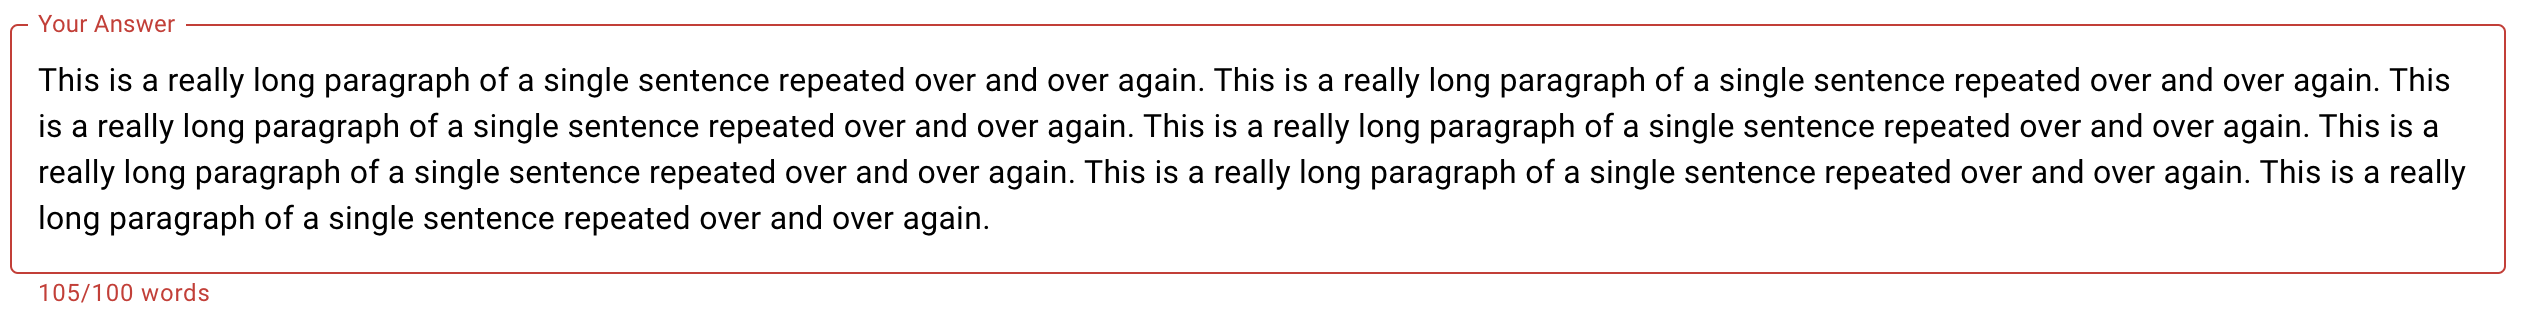 Your Answer
This is a really long paragraph of a single sentence repeated over and over again. This is a really long paragraph of a single sentence repeated over and over again. This
is a really long paragraph of a single sentence repeated over and over again. This is a really long paragraph of a single sentence repeated over and over again. This is a
really long paragraph of a single sentence repeated over and over again. This is a really long paragraph of a single sentence repeated over and over again. This is a really
long paragraph of a single sentence repeated over and over again.
105/100 words